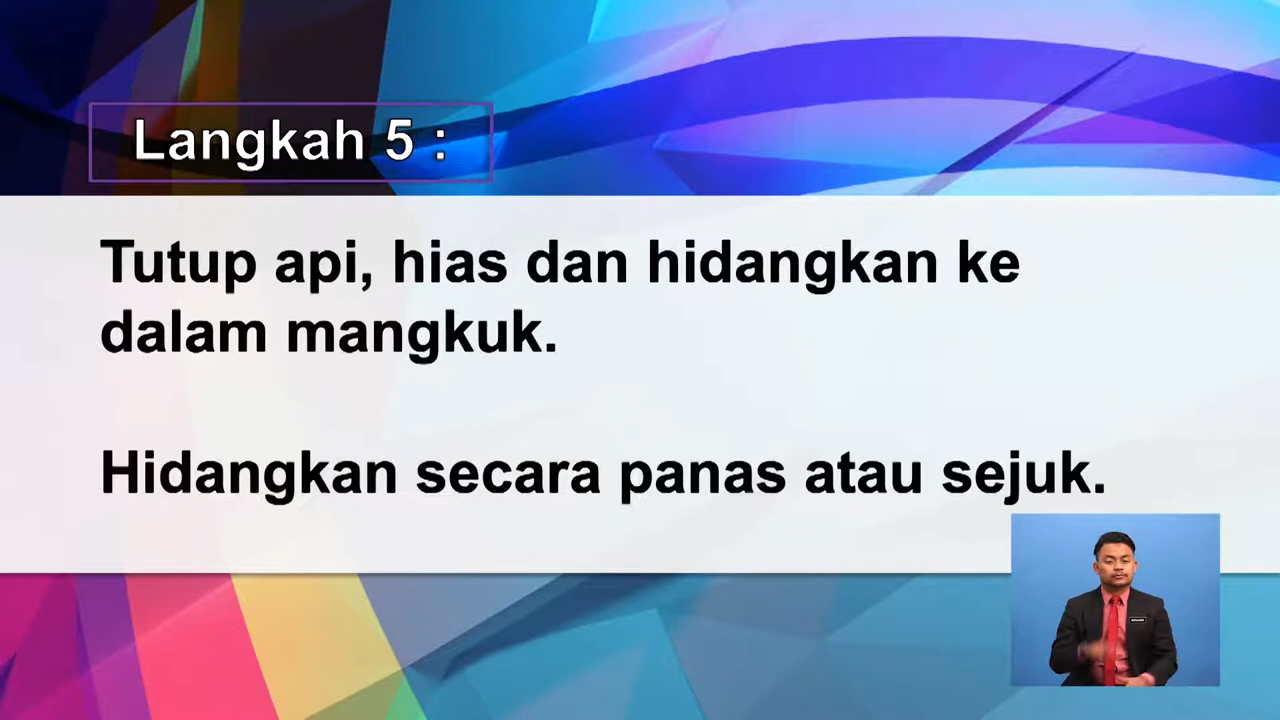 Langkah 5 :
Tutup api, hias dan hidangkan ke
dalam mangkuk.
Hidangkan secara panas atau sejuk.